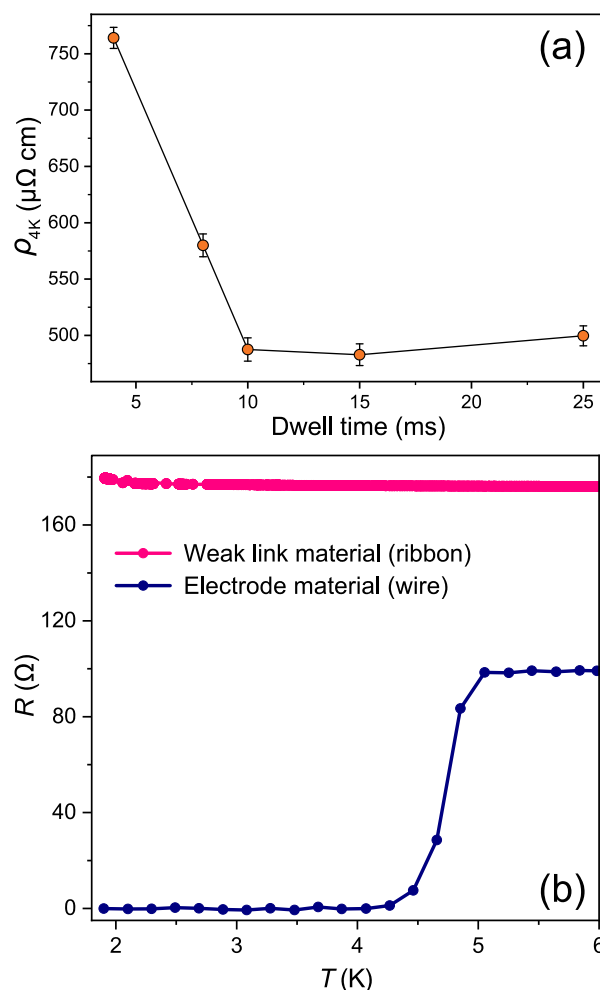 (a)
ρ4K (μΩ cm)
750
700
650
600
550
500
5
10
15
20
25
Dwell time (ms)
(b)
R (Ω)
160
120
80
40
0
Weak link material (ribbon)
Electrode material (wire)
2
3
4
5
6
T (K)